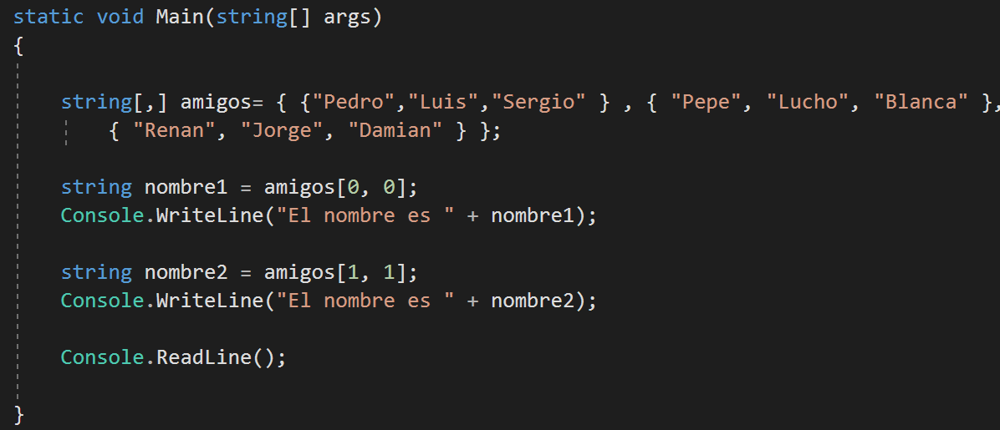 static void Main(string[] args)
{
string[,] amigos= { {"Pedro","Luis","Sergio" } , { "Pepe", "Lucho", "Blanca" },
{ "Renan", "Jorge", "Damian" } };
string nombre1 = amigos[0, 0];
Console.WriteLine("El nombre es " + nombre1);
string nombre2 = amigos[1, 1];
Console.WriteLine("El nombre es " + nombre2);
Console.ReadLine();
}